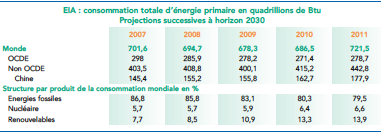 EIA : consommation totale d'énergie primaire en quadrillions de Btu
Projections successives à horizon 2030
2007 2008 2009 2010 2011
Monde 701,6 694,7 678,3 686,5 721,5
OCDE 298 285,9 278,2 271,4 278,7
Non OCDE 403,5 408,8 400,1 415,2 442,8
Chine 145,4 155,2 155,8 162,7 177,9
Structure par produit de la consommation mondiale en %
Energies fossiles 86,8 85,8 83,1 80,3 79,5
Nucléaire 5,7 5,7 5,9 6,4 6,6
Renouvelables 7,7 8,5 10,9 13,3 13,9